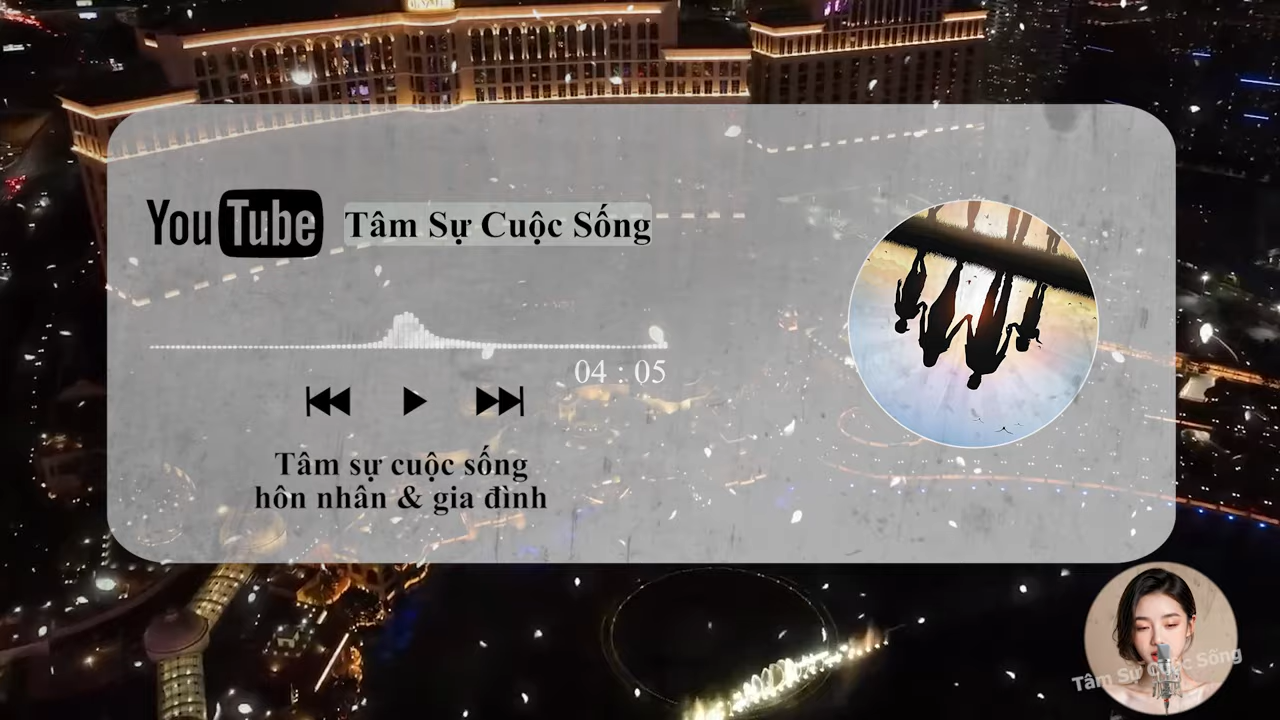 YouTube
Tâm Sự Cuộc Sống
04 : 05
Tâm sự cuộc sống
hôn nhân & gia đình
Tâm Sự Cuộc Sống